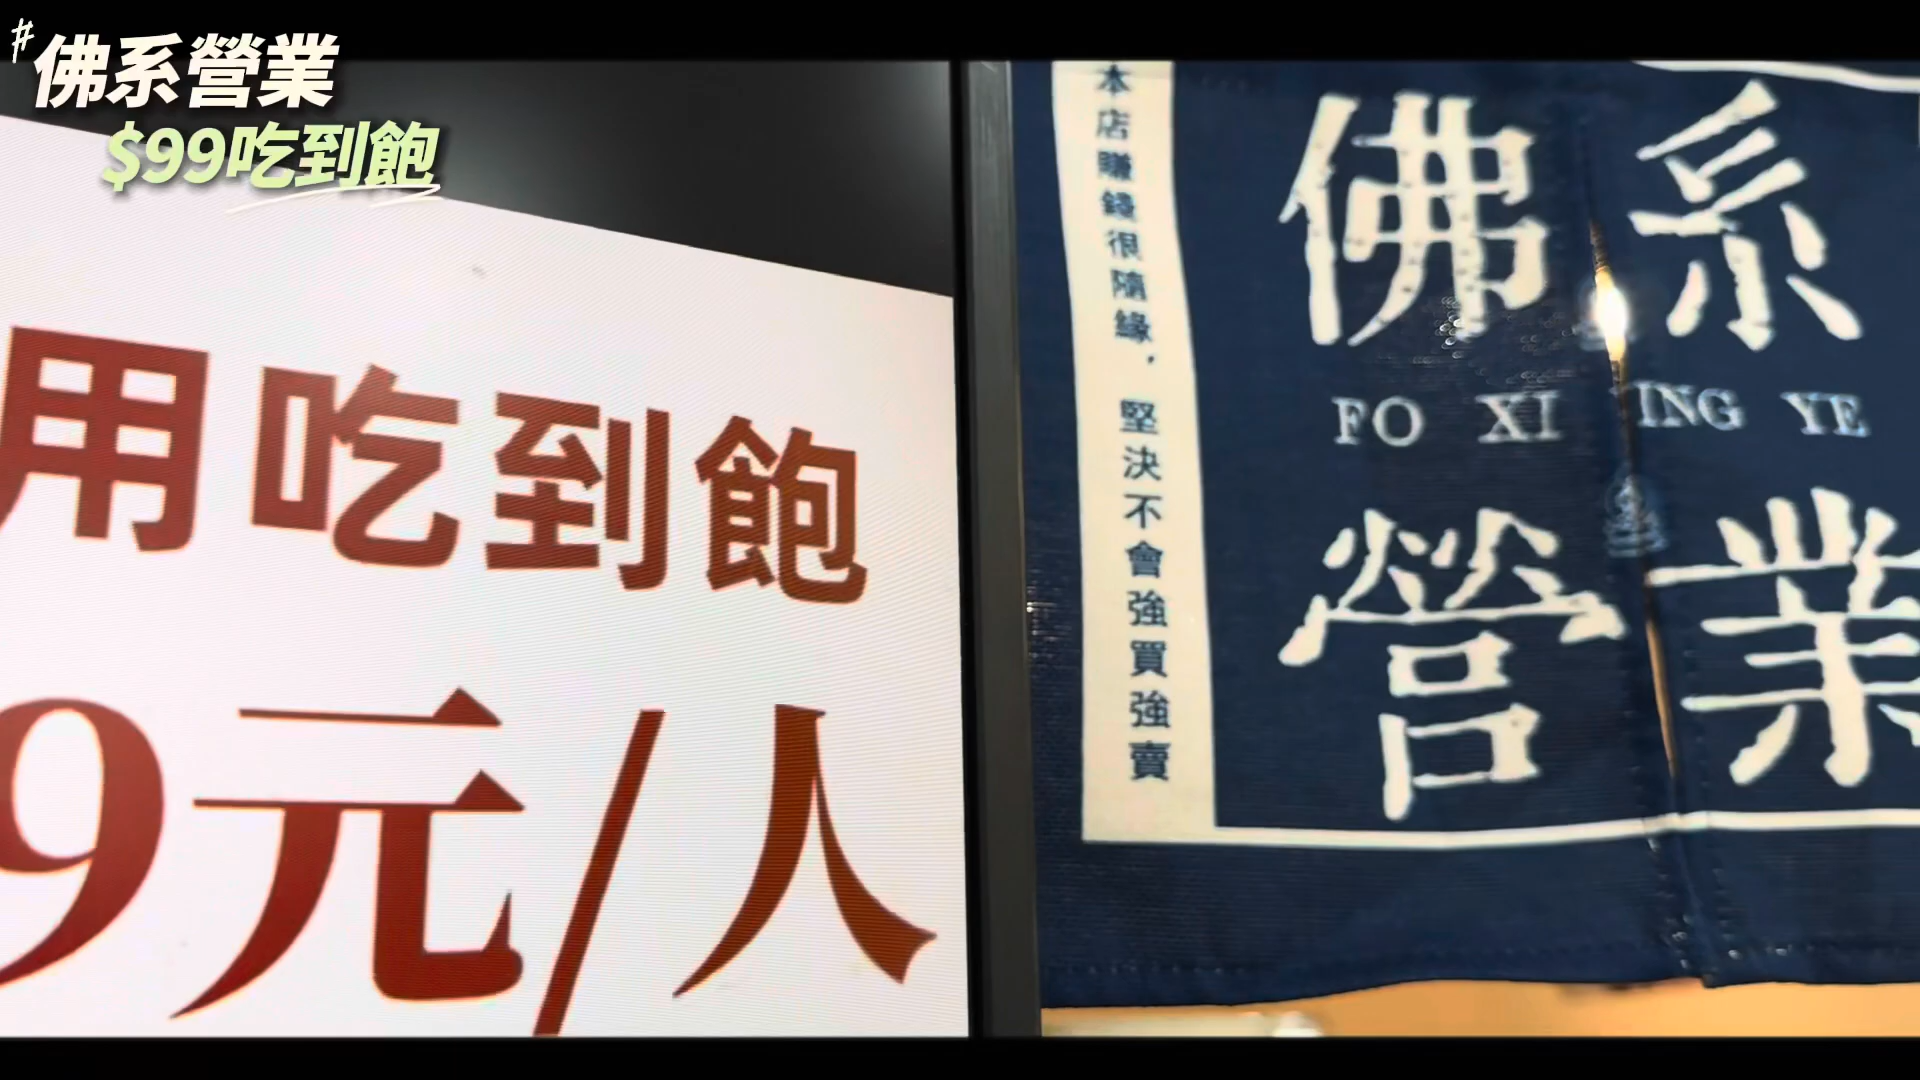 #佛系營業
$99吃到飽
用吃到飽
9元/人
本店賺錢很隨緣，堅決不會強買強賣
佛系
FO XI ING YE
營業